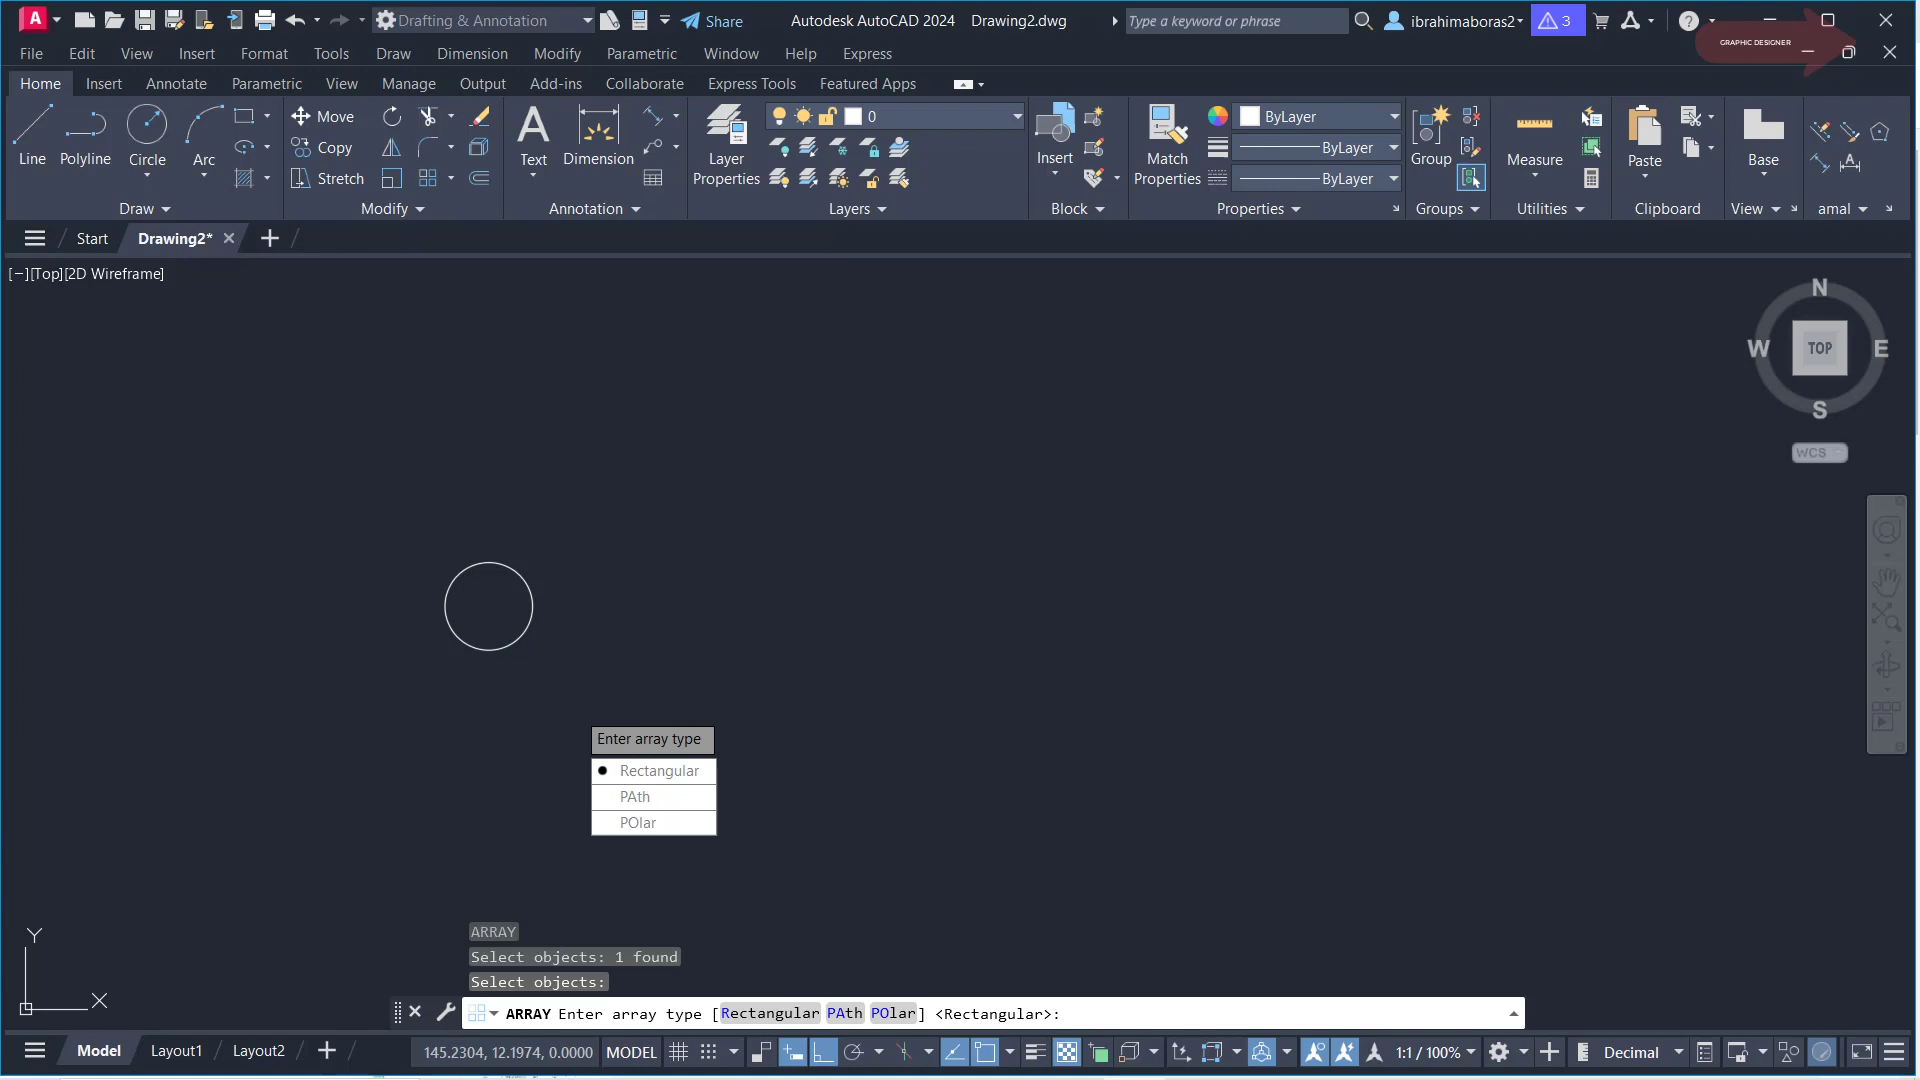 A Drafting & Annotation Share Autodesk AutoCAD 2024 Drawing2.dwg Type a keyword or phrase ibrahimaboras2 3 ?
GRAPHIC DESIGNER
File Edit View Insert Format Tools Draw Dimension Modify Parametric Window Help Express
Home Insert Annotate Parametric View Manage Output Add-ins Collaborate Express Tools Featured Apps
Move 0 ByLayer
Line Polyline Circle Arc Copy Text Dimension Layer Properties Insert Match Properties ByLayer Group Measure Paste Base
Stretch ByLayer
Draw Modify Annotation Layers Block Properties Groups Utilities Clipboard View amal
Start Drawing2*
[−][Top][2D Wireframe]
N
W TOP E
S
WCS
Enter array type
Rectangular
PAth
POlar
Y
X
ARRAY
Select objects: 1 found
Select objects:
ARRAY Enter array type [Rectangular PAth POlar] <Rectangular>:
Model Layout1 Layout2 145.2304, 12.1974, 0.0000 MODEL 1:1 / 100% Decimal